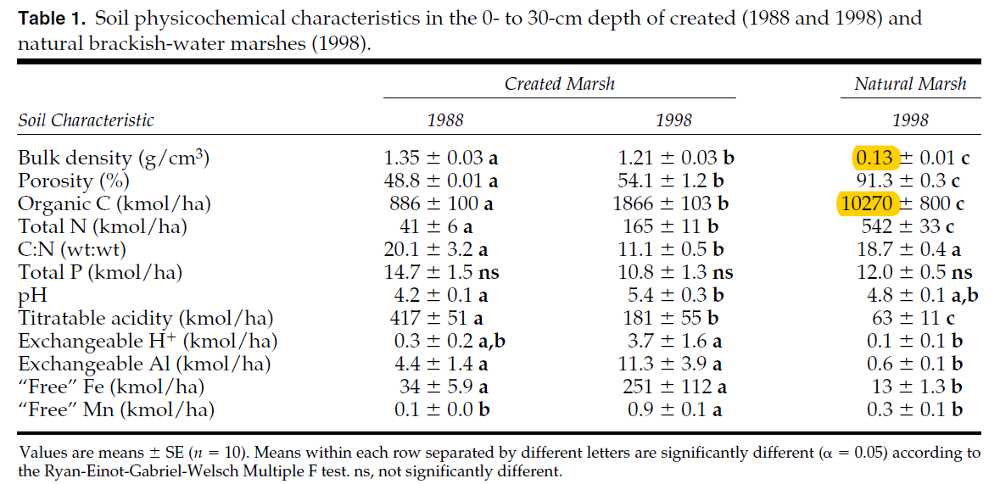 Table 1. Soil physicochemical characteristics in the 0- to 30-cm depth of created (1988 and 1998) and
natural brackish-water marshes (1998).
Created Marsh Natural Marsh
Soil Characteristic 1988 1998 1998
Bulk density (g/cm³) 1.35 ± 0.03 a 1.21 ± 0.03 b 0.13 ± 0.01 c
Porosity (%) 48.8 ± 0.01 a 54.1 ± 1.2 b 91.3 ± 0.3 c
Organic C (kmol/ha) 886 ± 100 a 1866 ± 103 b 10270 ± 800 c
Total N (kmol/ha) 41 ± 6 a 165 ± 11 b 542 ± 33 c
C:N (wt:wt) 20.1 ± 3.2 a 11.1 ± 0.5 b 18.7 ± 0.4 a
Total P (kmol/ha) 14.7 ± 1.5 ns 10.8 ± 1.3 ns 12.0 ± 0.5 ns
pH 4.2 ± 0.1 a 5.4 ± 0.3 b 4.8 ± 0.1 a,b
Titratable acidity (kmol/ha) 417 ± 51 a 181 ± 55 b 63 ± 11 c
Exchangeable H⁺ (kmol/ha) 0.3 ± 0.2 a,b 3.7 ± 1.6 a 0.1 ± 0.1 b
Exchangeable Al (kmol/ha) 4.4 ± 1.4 a 11.3 ± 3.9 a 0.6 ± 0.1 b
“Free” Fe (kmol/ha) 34 ± 5.9 a 251 ± 112 a 13 ± 1.3 b
“Free” Mn (kmol/ha) 0.1 ± 0.0 b 0.9 ± 0.1 a 0.3 ± 0.1 b
Values are means ± SE (n = 10). Means within each row separated by different letters are significantly different (α = 0.05) according to
the Ryan-Einot-Gabriel-Welsch Multiple F test. ns, not significantly different.